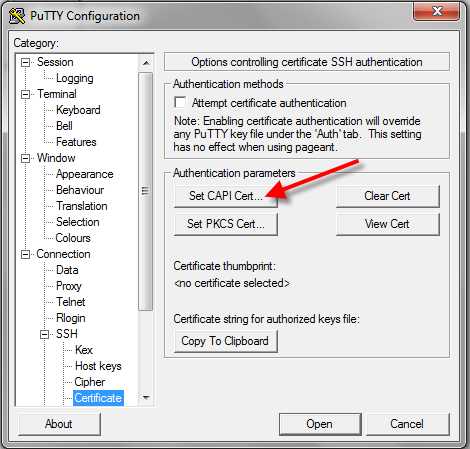 PuTTY Configuration
Category:
Session
Logging
Terminal
Keyboard
Bell
Features
Window
Appearance
Behaviour
Translation
Selection
Colours
Connection
Data
Proxy
Telnet
Rlogin
SSH
Kex
Host keys
Cipher
Certificate
Options controlling certificate SSH authentication
Authentication methods
Attempt certificate authentication
Note: Enabling certificate authentication will override
any PuTTY key file under the 'Auth' tab. This setting
has no effect when using pageant.
Authentication parameters
Set CAPI Cert...
Clear Cert
Set PKCS Cert...
View Cert
Certificate thumbprint:
<no certificate selected>
Certificate string for authorized keys file:
Copy To Clipboard
About
Open
Cancel